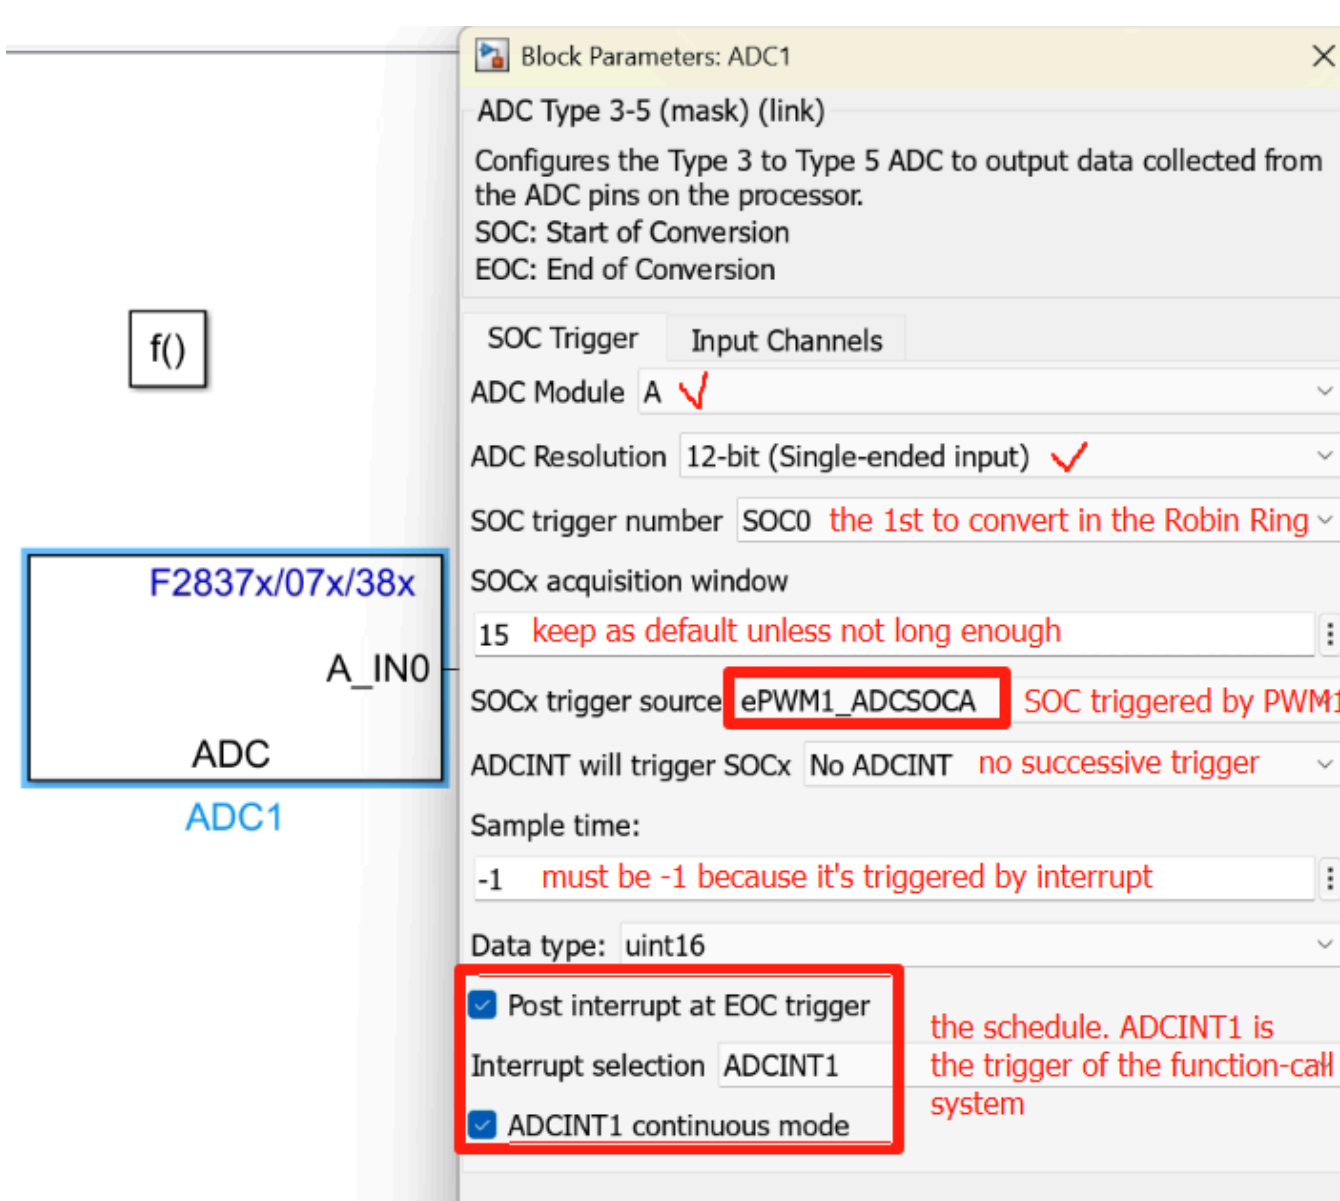 Block Parameters: ADC1
ADC Type 3-5 (mask) (link)
Configures the Type 3 to Type 5 ADC to output data collected from
the ADC pins on the processor.
SOC: Start of Conversion
EOC: End of Conversion
SOC Trigger Input Channels
ADC Module A
ADC Resolution 12-bit (Single-ended input)
SOC trigger number SOC0 the 1st to convert in the Robin Ring
SOCx acquisition window
15 keep as default unless not long enough
SOCx trigger source ePWM1_ADCSOCA SOC triggered by PWM1
ADCINT will trigger SOCx No ADCINT no successive trigger
Sample time:
-1 must be -1 because it's triggered by interrupt
Data type: uint16
Post interrupt at EOC trigger
Interrupt selection ADCINT1
ADCINT1 continuous mode
the schedule. ADCINT1 is
the trigger of the function-call
system
f()
F2837x/07x/38x
A_IN0
ADC
ADC1